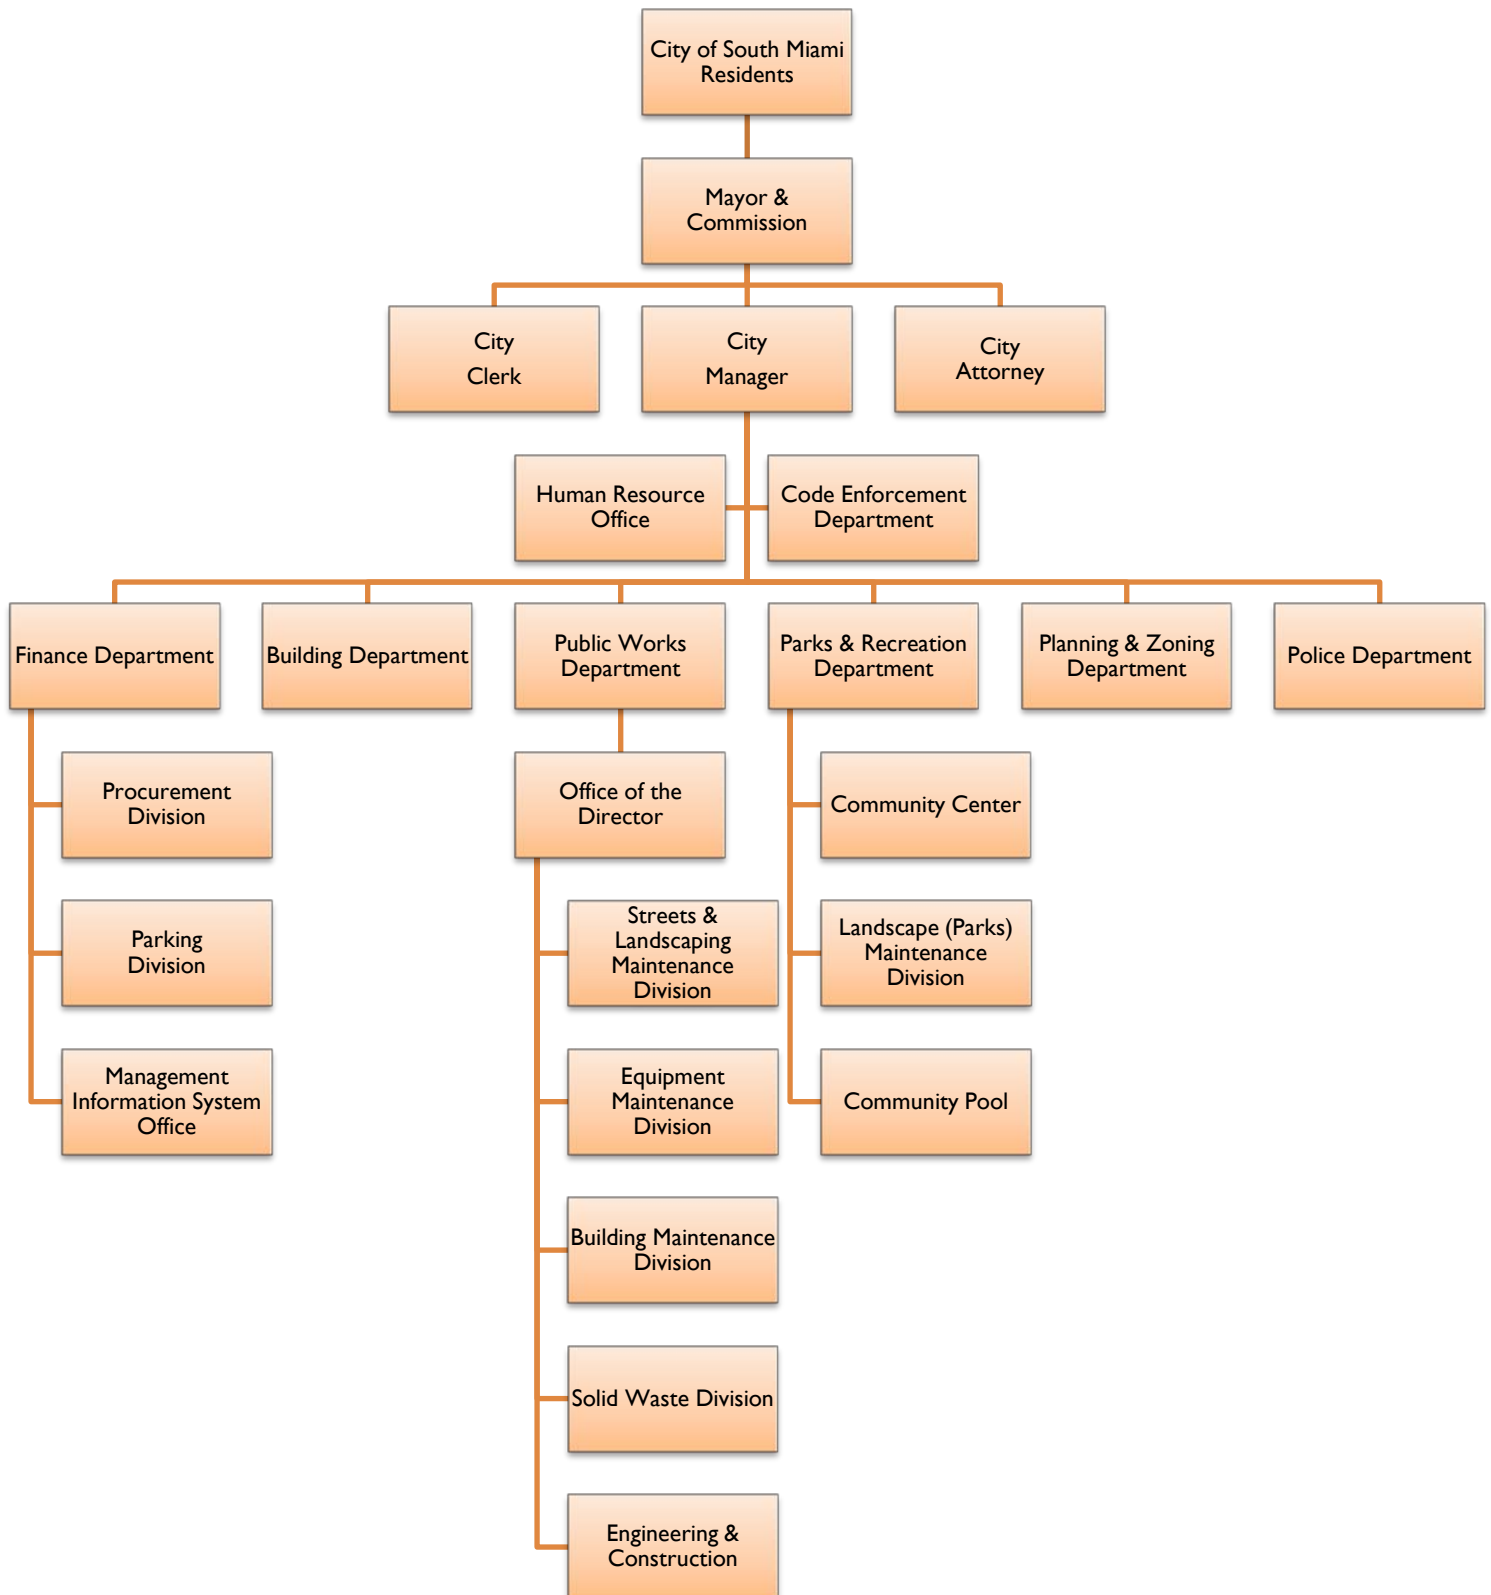 City of South Miami
Residents
Mayor &
Commission
City
Clerk
City
Manager
City
Attorney
Human Resource
Office
Code Enforcement
Department
Finance Department
Building Department
Public Works
Department
Parks & Recreation
Department
Planning & Zoning
Department
Police Department
Procurement
Division
Parking
Division
Management
Information System
Office
Office of the
Director
Streets &
Landscaping
Maintenance
Division
Equipment
Maintenance
Division
Building Maintenance
Division
Solid Waste Division
Engineering &
Construction
Community Center
Landscape (Parks)
Maintenance
Division
Community Pool